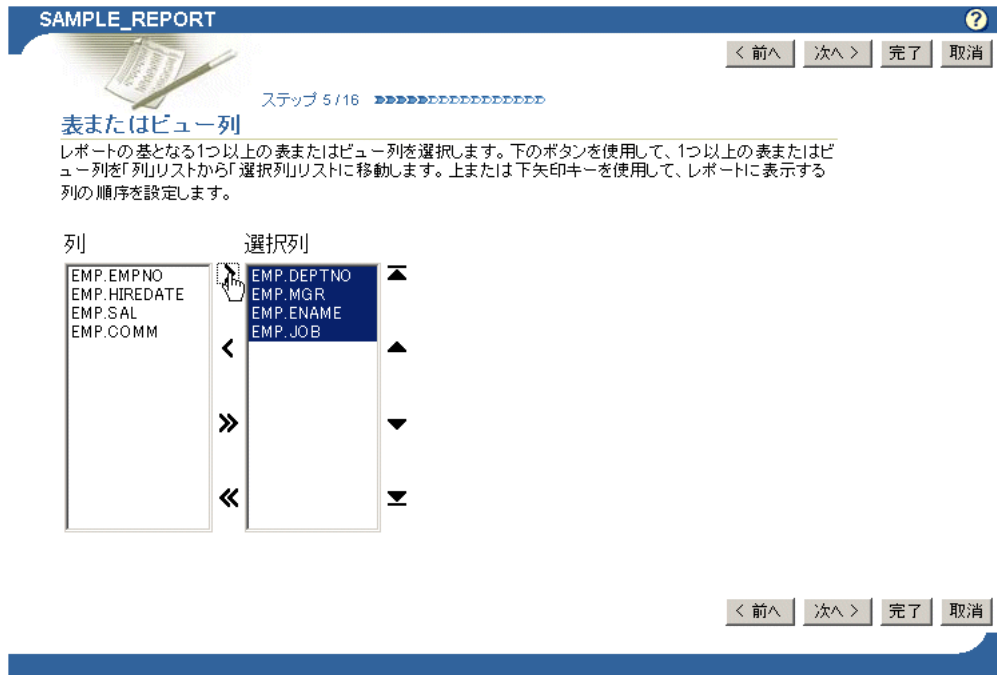 SAMPLE_REPORT
?
< 前へ 次へ > 完了 取消
ステップ 5 / 16
表またはビュー列
レポートの基となる1つ以上の表またはビュー列を選択します。下のボタンを使用して、1つ以上の表またはビ
ュー列を「列」リストから「選択列」リストに移動します。上または下矢印キーを使用して、レポートに表示する
列の順序を設定します。
列 選択列
EMP.EMPNO
EMP.HIREDATE
EMP.SAL
EMP.COMM
EMP.DEPTNO
EMP.MGR
EMP.ENAME
EMP.JOB
< 前へ 次へ > 完了 取消